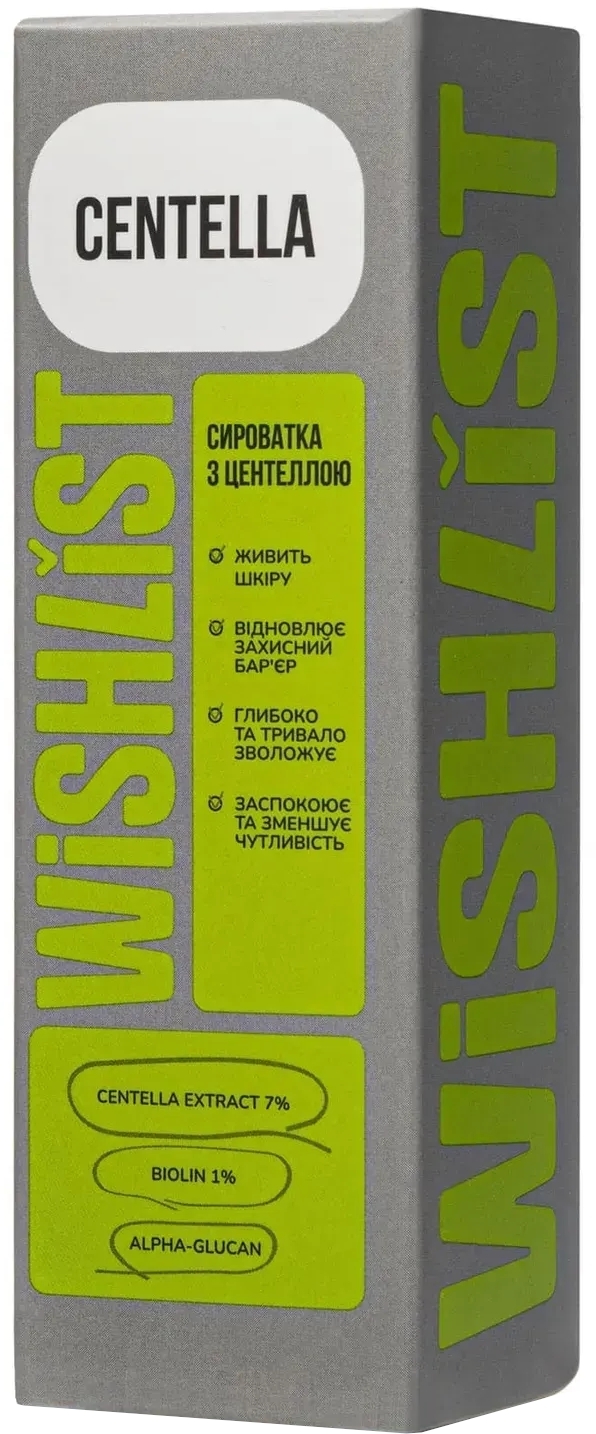 CENTELLA
WiSHLiST
СИРОВАТКА
З ЦЕНТЕЛЛОЮ
ЖИВИТЬ
ШКІРУ
ВІДНОВЛЮЄ
ЗАХИСНИЙ
БАР'ЄР
ГЛИБОКО
ТА ТРИВАЛО
ЗВОЛОЖУЄ
ЗАСПОКОЮЄ
ТА ЗМЕНШУЄ
ЧУТЛИВІСТЬ
CENTELLA EXTRACT 7%
BIOLIN 1%
ALPHA-GLUCAN
WiSHLiST